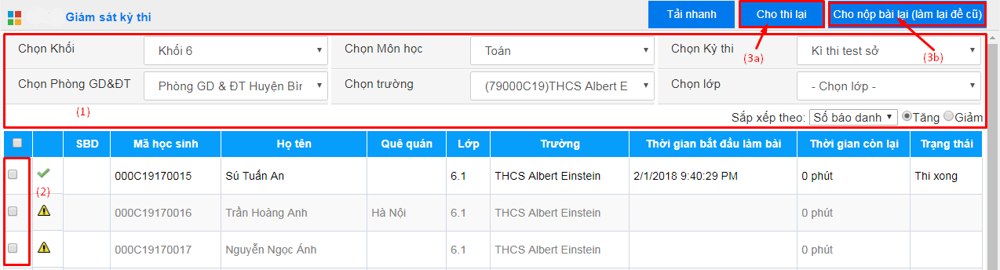 Giám sát kỳ thi
Tải nhanh
Cho thi lại
Cho nộp bài lại (làm lại đề cũ)
Chọn Khối
Khối 6
Chọn Môn học
Toán
Chọn Kỳ thi
Kì thi test sở
(3a)
(3b)
Chọn Phòng GD&ĐT
Phòng GD & ĐT Huyện Bìn
Chọn trường
(79000C19)THCS Albert E
Chọn lớp
- Chọn lớp -
(1)
Sắp xếp theo: Số báo danh Tăng Giảm
SBD Mã học sinh Họ tên Quê quán Lớp Trường Thời gian bắt đầu làm bài Thời gian còn lại Trạng thái
000C19170015 Sú Tuấn An 6.1 THCS Albert Einstein 2/1/2018 9:40:29 PM 0 phút Thi xong
(2)
000C19170016 Trần Hoàng Anh Hà Nội 6.1 THCS Albert Einstein 0 phút
000C19170017 Nguyễn Ngọc Ánh 6.1 THCS Albert Einstein 0 phút